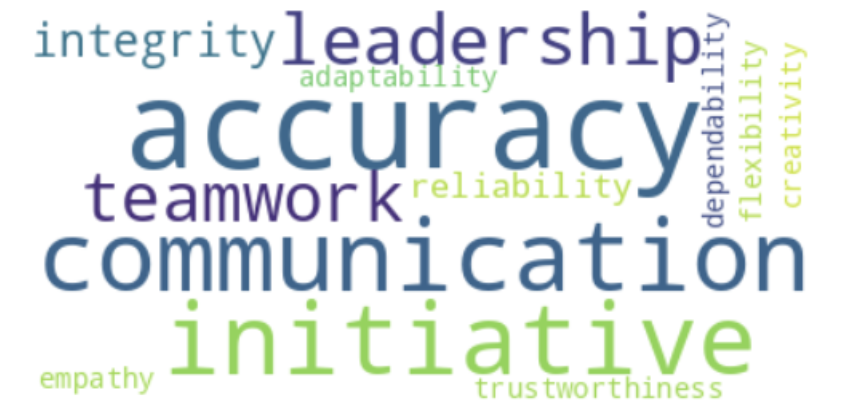 integrity
leadership
adaptability
accuracy
dependability
flexibility
creativity
teamwork
reliability
communication
initiative
empathy
trustworthiness